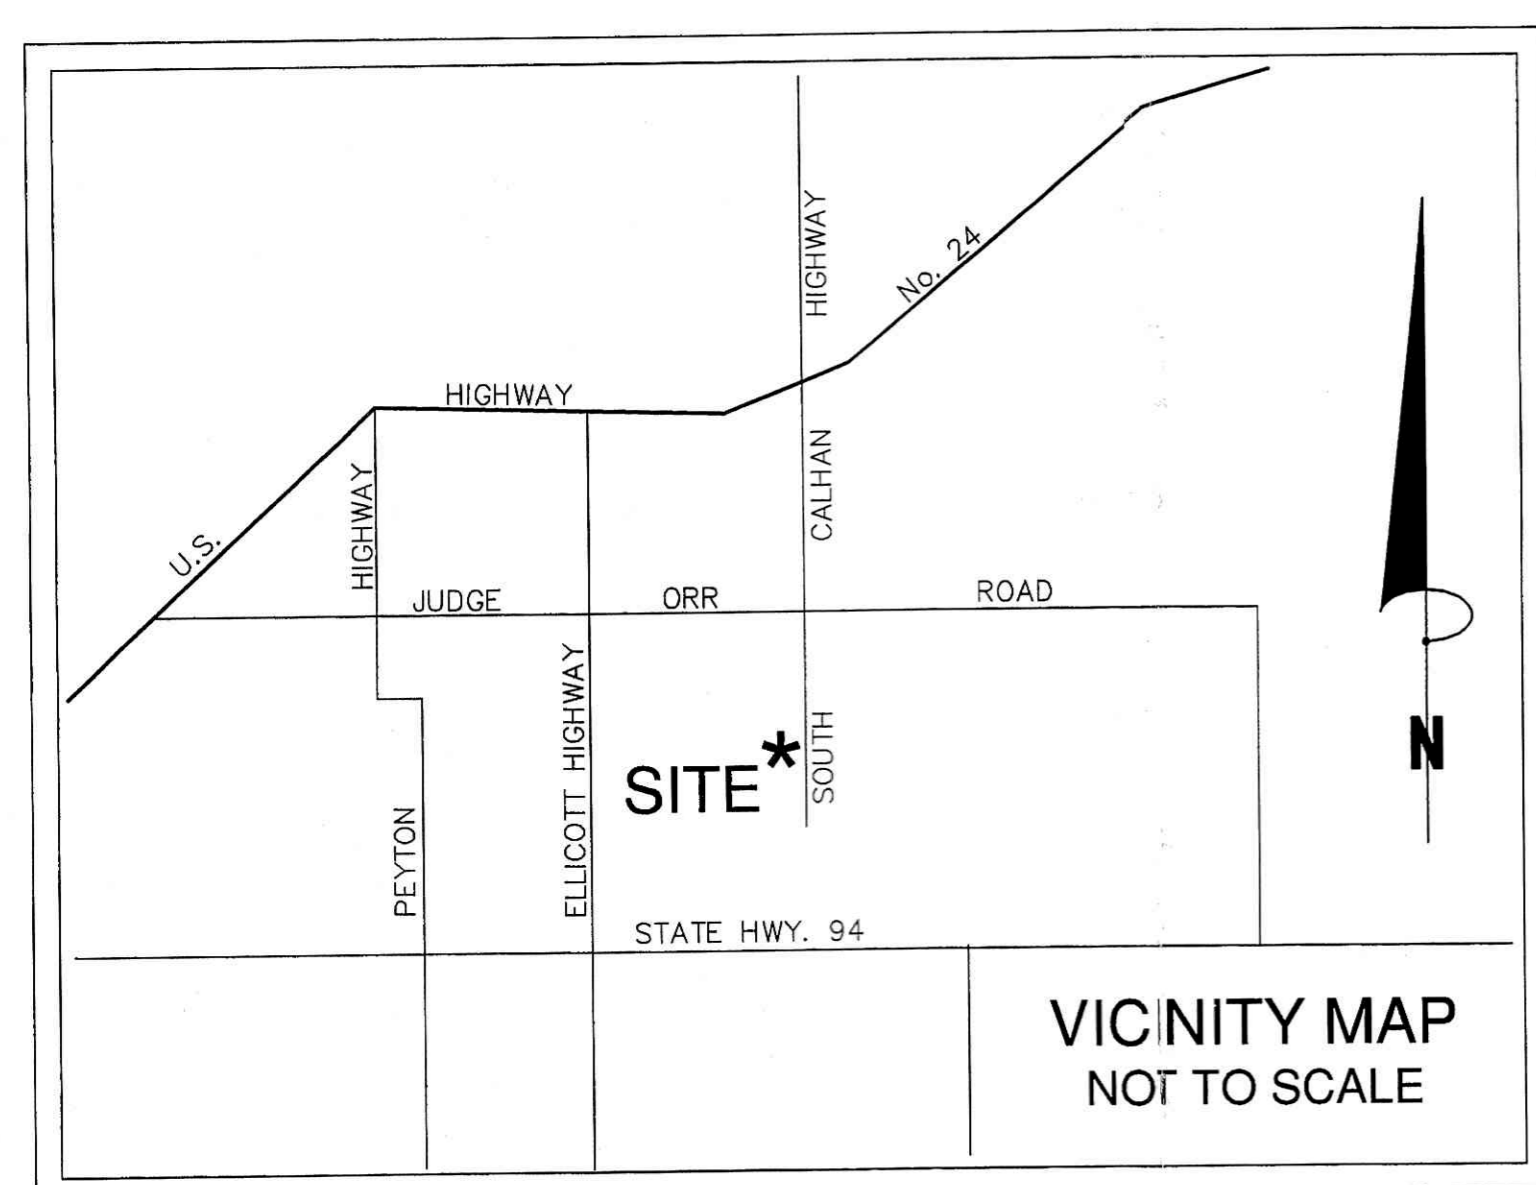 HIGHWAY
No. 24
HIGHWAY
CALHAN
HIGHWAY
U.S.
JUDGE ORR ROAD
ELLICOTT HIGHWAY
SOUTH
SITE*
N
PEYTON
STATE HWY. 94
VICINITY MAP
NOT TO SCALE